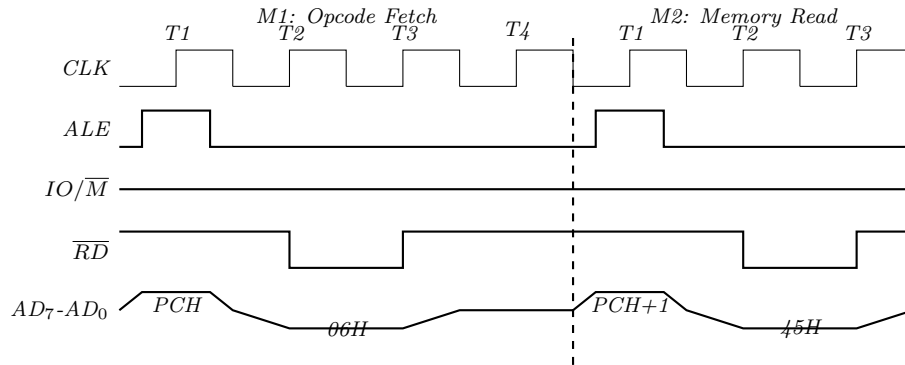 M1: Opcode Fetch M2: Memory Read
T1 T2 T3 T4 T1 T2 T3
CLK
ALE
IO/M̅
R̅D̅
AD₇-AD₀ PCH 06H PCH+1 45H